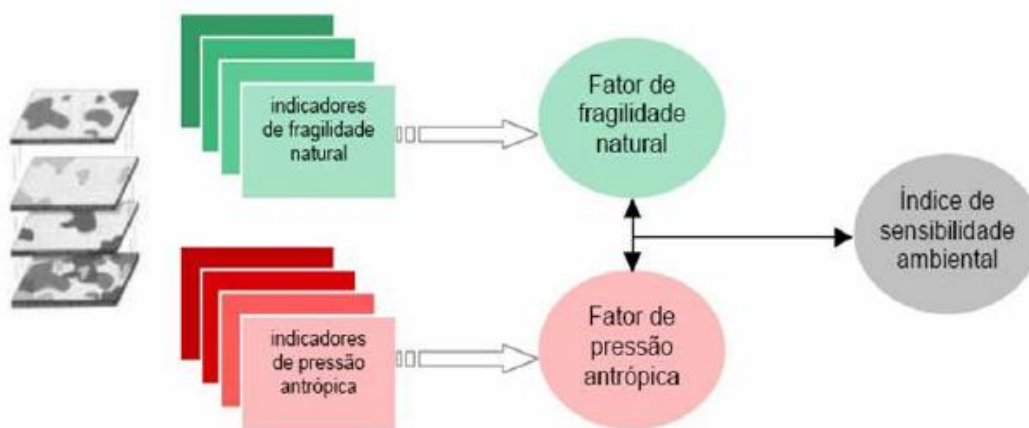 indicadores
de fragilidade
natural
Fator de
fragilidade
natural
Índice de
sensibilidade
ambiental
indicadores
de pressão
antrópica
Fator de
pressão
antrópica